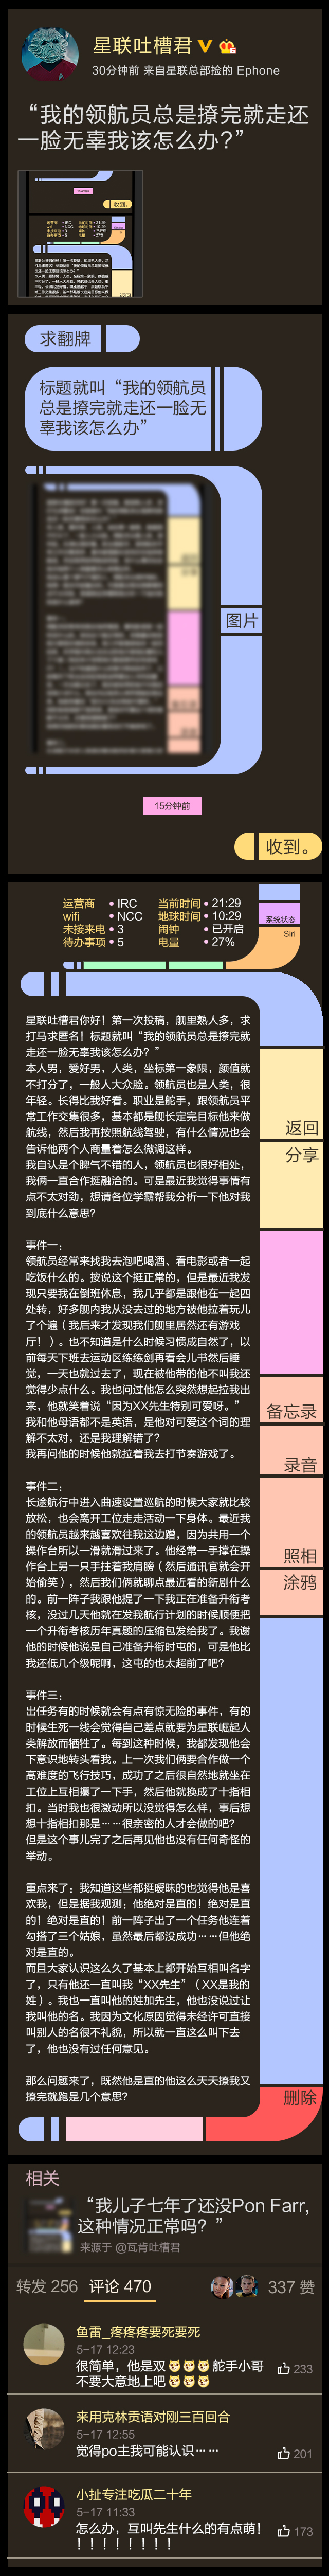 星联吐槽君
30分钟前 来自星联总部捡的 Ephone
“我的领航员总是撩完就走还
一脸无辜我该怎么办?”
求翻牌
标题就叫“我的领航员
总是撩完就走还一脸无
辜我该怎么办”
图片
15分钟前
收到。
运营商 • IRC 当前时间 • 21:29
wifi • NCC 地球时间 • 10:29
未接来电 • 3 闹钟 • 已开启
待办事项 • 5 电量 • 27%
系统状态
Siri
星联吐槽君你好！第一次投稿，舰里熟人多，求
打马求匿名！标题就叫“我的领航员总是撩完就
走还一脸无辜我该怎么办？”
本人男，爱好男，人类，坐标第一象限，颜值就
不打分了，一般人大众脸。领航员也是人类，很
年轻。长得比我好看。职业是舵手，跟领航员平
常工作交集很多，基本都是舰长定完目标他来做
航线，然后我再按照航线驾驶，有什么情况也会
告诉他两个人商量着怎么微调这样。
我自认是个脾气不错的人，领航员也很好相处，
我俩一直合作挺融洽的。可是最近我觉得事情有
点不太对劲，想请各位学霸帮我分析一下他对我
到底什么意思?
事件一：
领航员经常来找我去泡吧喝酒、看电影或者一起
吃饭什么的。按说这个挺正常的，但是最近我发
现只要我在倒班休息，我几乎都是跟他在一起四
处转，好多舰内我从没去过的地方被他拉着玩儿
了个遍（我后来才发现我们舰里居然还有游戏
厅！）。也不知道是什么时候习惯成自然了，以
前每天下班去运动区练练剑再看会儿书然后睡
觉，一天也就过去了，现在被他带的他不叫我还
觉得少点什么。我也问过他怎么突然想起拉我出
来，他就笑着说“因为XX先生特别可爱呀。”
我和他母语都不是英语，是他对可爱这个词的理
解不太对，还是我理解错了?
我再问他的时候他就拉着我去打节奏游戏了。
事件二：
长途航行中进入曲速设置巡航的时候大家就比较
放松，也会离开工位走走活动一下身体。最近我
的领航员越来越喜欢往我这边蹭，因为共用一个
操作台所以一滑就滑过来了。他经常一手撑在操
作台上另一只手拄着我肩膀（然后通讯官就会开
始偷笑），然后我们俩就聊点最近看的新剧什么
的。前一阵子我跟他提了一下我正在准备升衔考
核，没过几天他就在发我航行计划的时候顺便把
一个升衔考核历年真题的压缩包发给我了。我谢
他的时候他说是自己准备升衔时屯的，可是他比
我还低几个级呢啊，这屯的也太超前了吧?
事件三：
出任务有的时候就会有点有惊无险的事件，有的
时候生死一线会觉得自己差点就要为星联崛起人
类解放而牺牲了。每到这种时候，我都发现他会
下意识地转头看我。上一次我们俩要合作做一个
高难度的飞行技巧，成功了之后很自然地就坐在
工位上互相攥了一下手，然后他就换成了十指相
扣。当时我也很激动所以没觉得怎么样，事后想
想十指相扣那是……很亲密的人才会做的吧?
但是这个事儿完了之后再见他也没有任何奇怪的
举动。
重点来了：我知道这些都挺暧昧的也觉得他是喜
欢我，但是据我观测：他绝对是直的！绝对是直
的！绝对是直的！前一阵子出了一个任务他连着
勾搭了三个姑娘，虽然最后都没成功……但他绝
对是直的。
而且大家认识这么久了基本上都开始互相叫名字
了，只有他还一直叫我“XX先生”（XX是我的
姓）。我也一直叫他的姓加先生，他也没说过让
我叫他的名。我因为文化原因觉得未经许可直接
叫别人的名很不礼貌，所以就一直这么叫下去
了，他也没有过任何意见。
那么问题来了，既然他是直的他这么天天撩我又
撩完就跑是几个意思?
返回
分享
备忘录
录音
照相
涂鸦
删除
相关
“我儿子七年了还没Pon Farr，
这种情况正常吗？”
来源于 @瓦肯吐槽君
转发 256 评论 470 337 赞
鱼雷_疼疼疼要死要死
5-17 12:23
很简单，他是双 舵手小哥
不要大意地上吧
233
来用克林贡语对刚三百回合
5-17 12:55
觉得po主我可能认识……
201
小扯专注吃瓜二十年
5-17 11:33
怎么办，互叫先生什么的有点萌！
！！！！！！！！
173